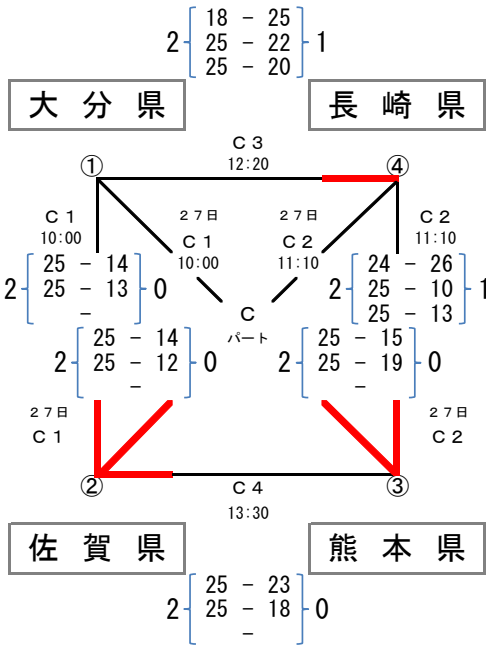 18 － 25
2 25 － 22 1
25 － 20
大 分 県
長 崎 県
Ｃ３
12:20
①
④
Ｃ１
10:00
２７日
Ｃ１
10:00
２７日
Ｃ２
11:10
Ｃ２
11:10
25 － 14
2 25 － 13 0
－
24 － 26
2 25 － 10 1
25 － 13
Ｃ
パート
25 － 14
2 25 － 12 0
－
25 － 15
2 25 － 19 0
－
２７日
Ｃ１
２７日
Ｃ２
②
③
Ｃ４
13:30
佐 賀 県
熊 本 県
25 － 23
2 25 － 18 0
－